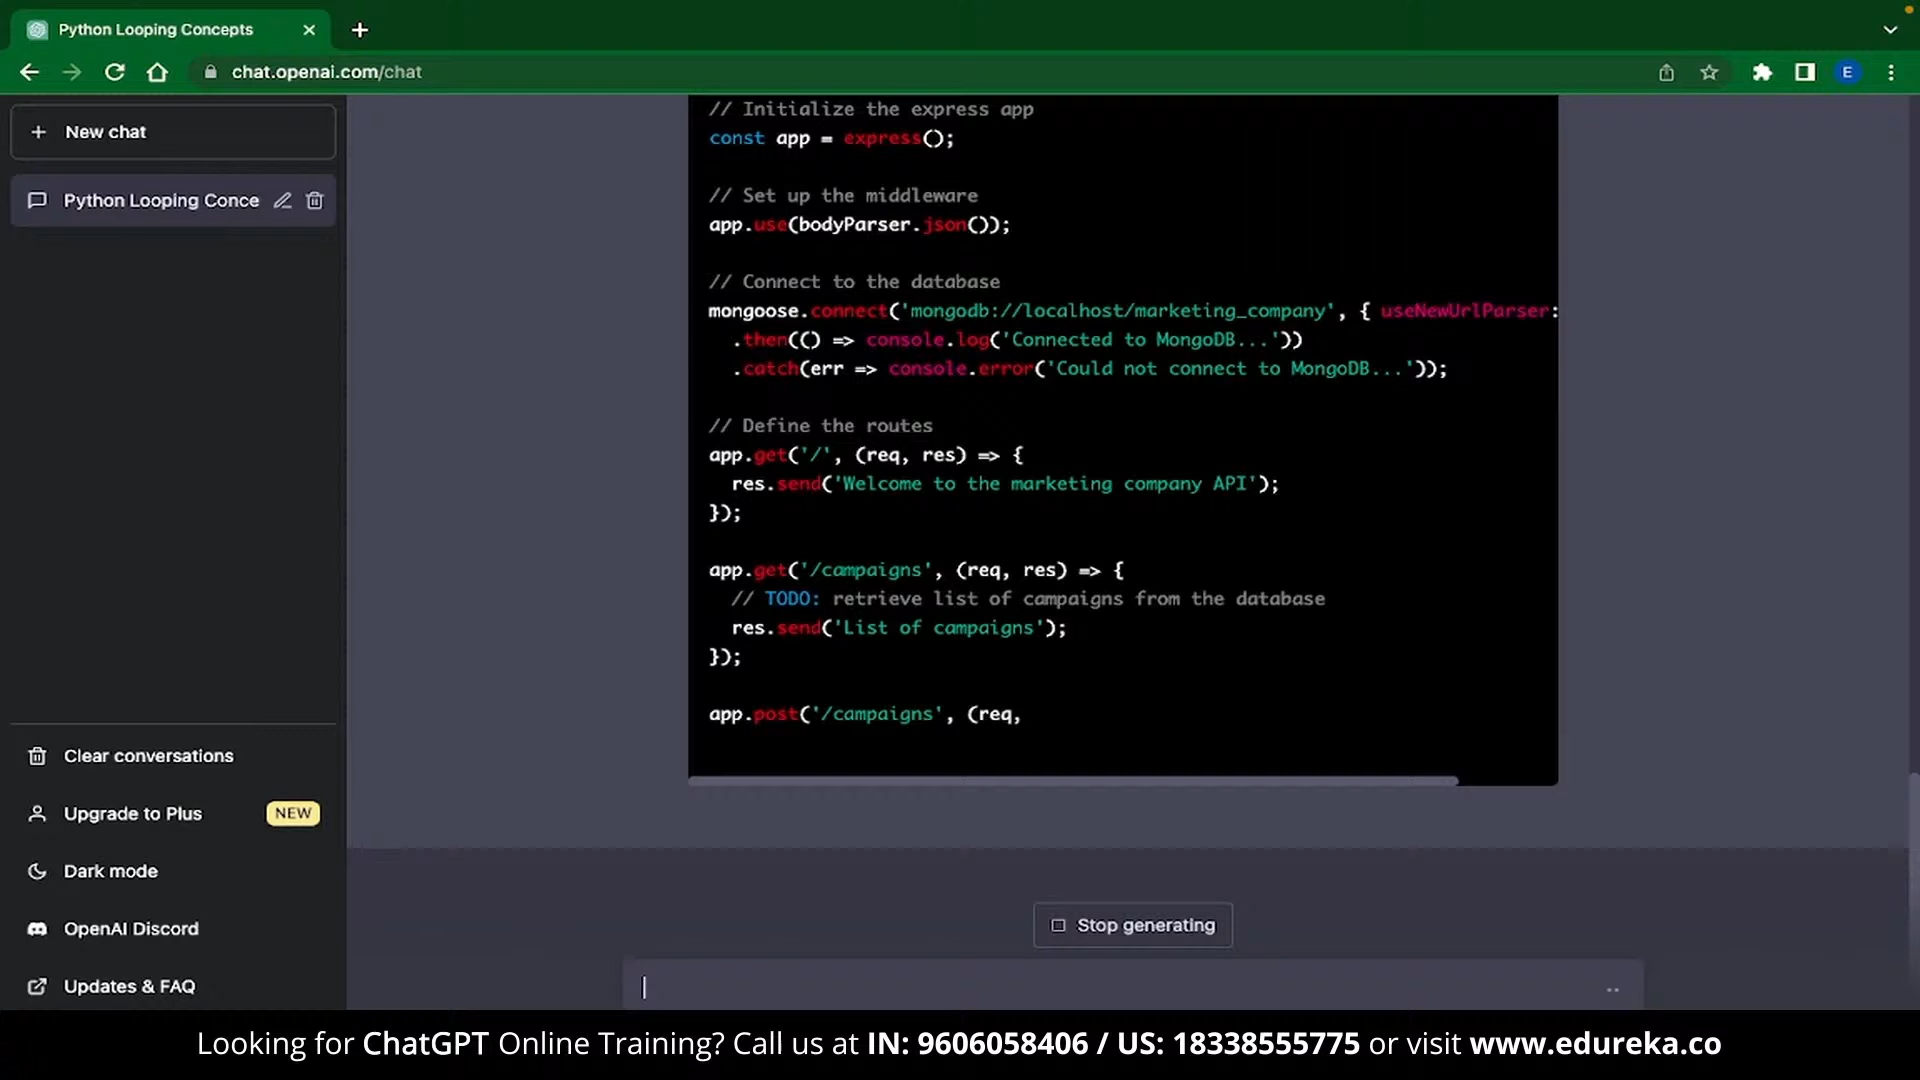 Python Looping Concepts
chat.openai.com/chat
E
New chat
Python Looping Conce
Clear conversations
Upgrade to Plus NEW
Dark mode
OpenAI Discord
Updates & FAQ
// Initialize the express app
const app = express();
// Set up the middleware
app.use(bodyParser.json());
// Connect to the database
mongoose.connect('mongodb://localhost/marketing_company', { useNewUrlParser:
.then(() => console.log('Connected to MongoDB...'))
.catch(err => console.error('Could not connect to MongoDB...'));
// Define the routes
app.get('/', (req, res) => {
res.send('Welcome to the marketing company API');
});
app.get('/campaigns', (req, res) => {
// TODO: retrieve list of campaigns from the database
res.send('List of campaigns');
});
app.post('/campaigns', (req,
Stop generating
Looking for ChatGPT Online Training? Call us at IN: 9606058406 / US: 18338555775 or visit www.edureka.co